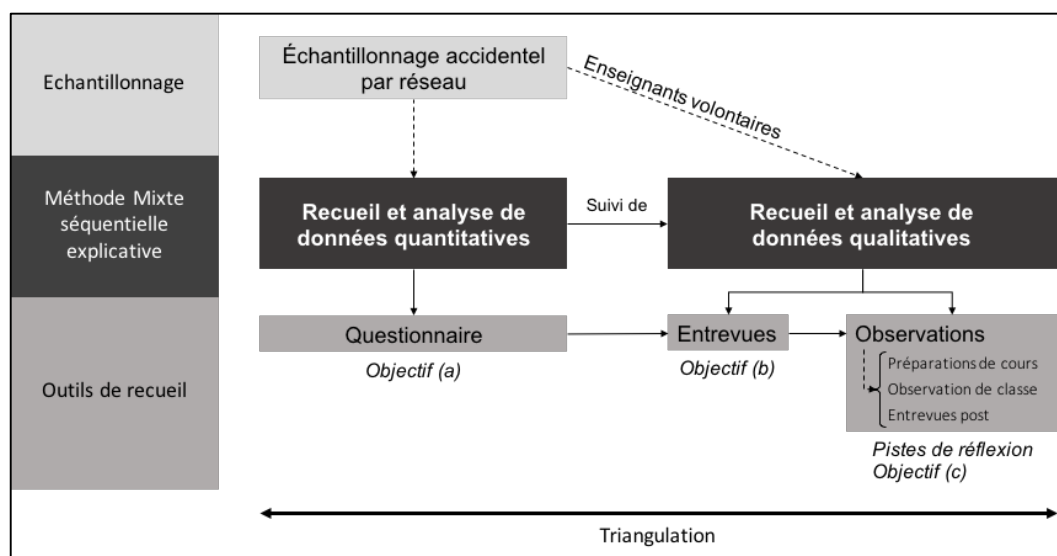 Echantillonnage
Échantillonnage accidentel
par réseau
Enseignants volontaires
Méthode Mixte
séquentielle
explicative
Recueil et analyse de
données quantitatives
Suivi de
Recueil et analyse de
données qualitatives
Outils de recueil
Questionnaire
Objectif (a)
Entrevues
Objectif (b)
Observations
Préparations de cours
Observation de classe
Entrevues post
Pistes de réflexion
Objectif (c)
Triangulation